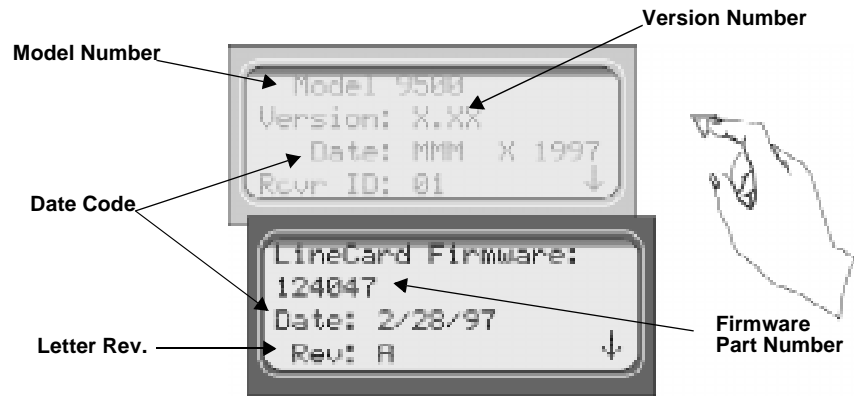 Version Number
Model Number
Model 9500
Version: X.XX
Date: MMM X 1997
Rcvr ID: 01
Date Code
LineCard Firmware:
124047
Date: 2/28/97
Rev: A
Letter Rev.
Firmware
Part Number